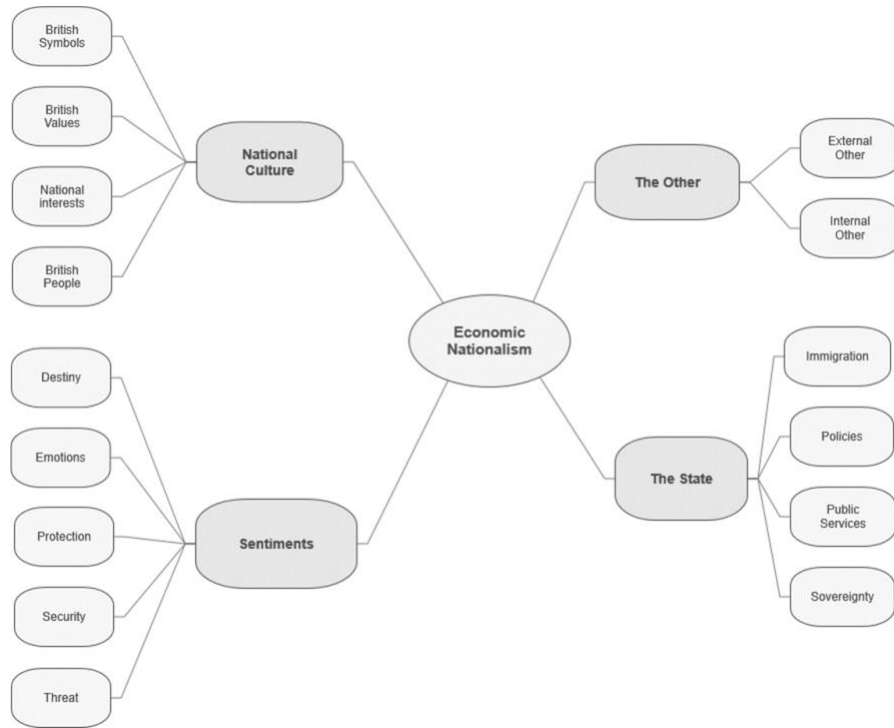 British
Symbols
British
Values
National
interests
British
People
National
Culture
Destiny
Emotions
Protection
Security
Threat
Sentiments
Economic
Nationalism
The Other
External
Other
Internal
Other
The State
Immigration
Policies
Public
Services
Sovereignty